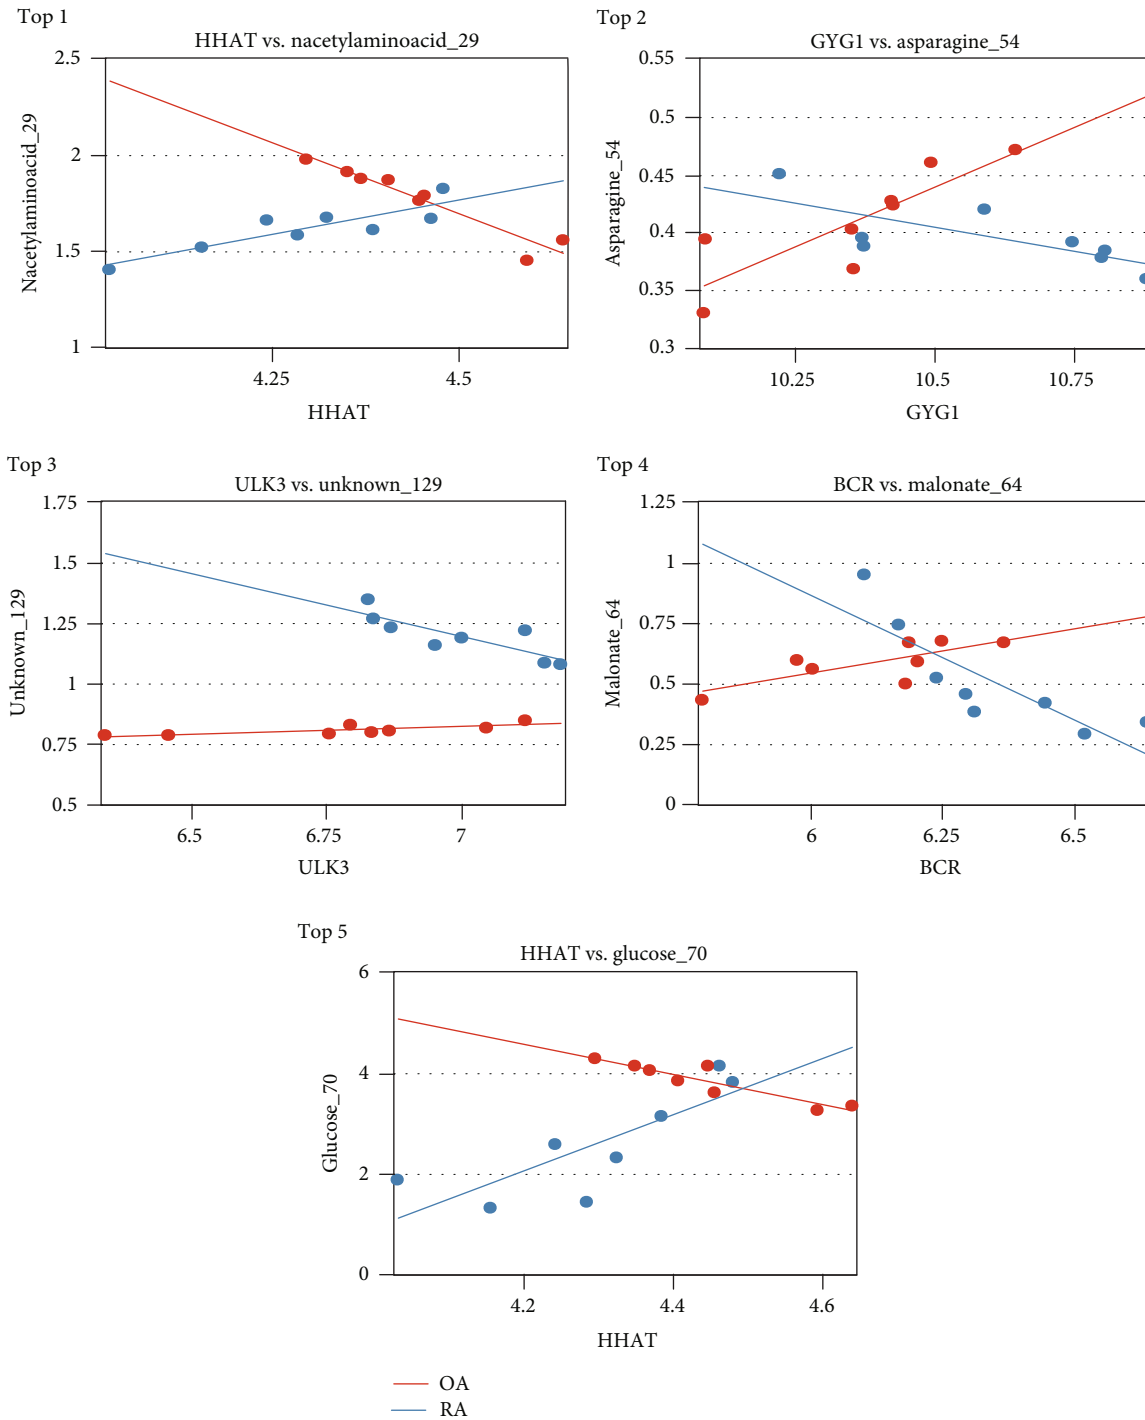 Top 1
HHAT vs. nacetylaminoacid_29
2.5
2
1.5
1
Nacetylaminoacid_29
4.25
4.5
HHAT
Top 2
GYG1 vs. asparagine_54
0.55
0.5
0.45
0.4
0.35
0.3
Asparagine_54
10.25
10.5
10.75
GYG1
Top 3
ULK3 vs. unknown_129
1.75
1.5
1.25
1
0.75
0.5
Unknown_129
6.5
6.75
7
ULK3
Top 4
BCR vs. malonate_64
1.25
1
0.75
0.5
0.25
0
Malonate_64
6
6.25
6.5
BCR
Top 5
HHAT vs. glucose_70
6
4
2
0
Glucose_70
4.2
4.4
4.6
HHAT
OA
RA